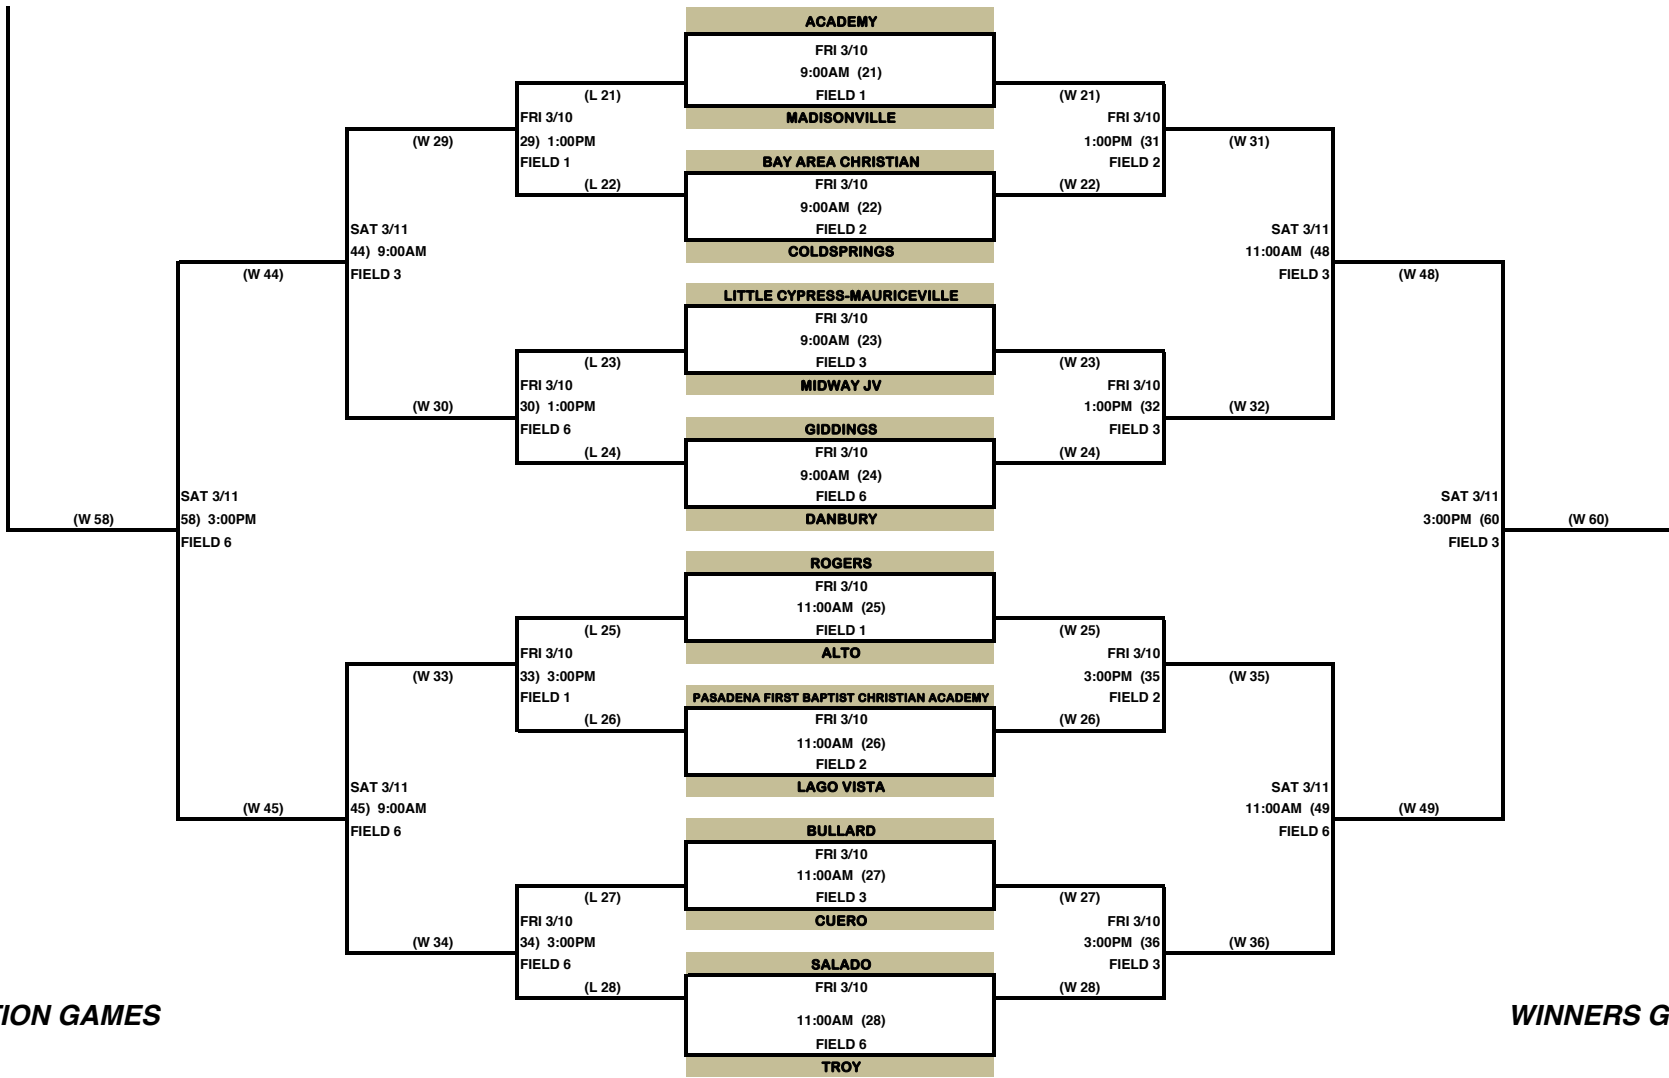 ACADEMY
FRI 3/10
9:00AM (21)
FIELD 1
MADISONVILLE
(L 21)
(W 21)
FRI 3/10
29) 1:00PM
FIELD 1
FRI 3/10
1:00PM (31
FIELD 2
(W 29)
(W 31)
BAY AREA CHRISTIAN
FRI 3/10
9:00AM (22)
FIELD 2
COLDSPRINGS
(L 22)
(W 22)
SAT 3/11
44) 9:00AM
FIELD 3
SAT 3/11
11:00AM (48
FIELD 3
(W 44)
(W 48)
LITTLE CYPRESS-MAURICEVILLE
FRI 3/10
9:00AM (23)
FIELD 3
MIDWAY JV
(L 23)
(W 23)
FRI 3/10
30) 1:00PM
FIELD 6
FRI 3/10
1:00PM (32
FIELD 3
(W 30)
(W 32)
GIDDINGS
FRI 3/10
9:00AM (24)
FIELD 6
DANBURY
(L 24)
(W 24)
SAT 3/11
58) 3:00PM
FIELD 6
SAT 3/11
3:00PM (60
FIELD 3
(W 58)
(W 60)
ROGERS
FRI 3/10
11:00AM (25)
FIELD 1
ALTO
(L 25)
(W 25)
FRI 3/10
33) 3:00PM
FIELD 1
FRI 3/10
3:00PM (35
FIELD 2
(W 33)
(W 35)
PASADENA FIRST BAPTIST CHRISTIAN ACADEMY
FRI 3/10
11:00AM (26)
FIELD 2
LAGO VISTA
(L 26)
(W 26)
SAT 3/11
45) 9:00AM
FIELD 6
SAT 3/11
11:00AM (49
FIELD 6
(W 45)
(W 49)
BULLARD
FRI 3/10
11:00AM (27)
FIELD 3
CUERO
(L 27)
(W 27)
FRI 3/10
34) 3:00PM
FIELD 6
FRI 3/10
3:00PM (36
FIELD 3
(W 34)
(W 36)
SALADO
FRI 3/10
11:00AM (28)
FIELD 6
TROY
(L 28)
(W 28)
TION GAMES
WINNERS G